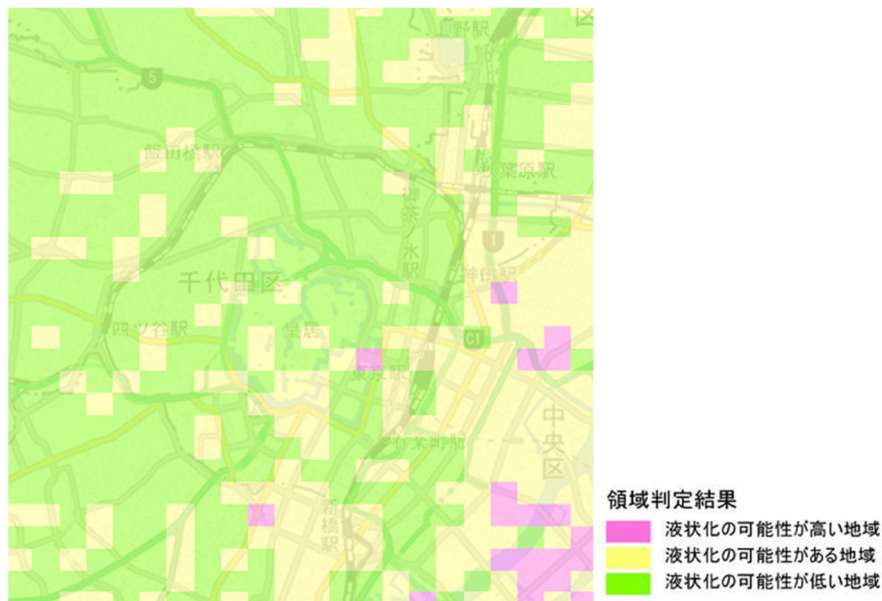 上野駅
区
5
飯田橋駅
秋葉原駅
御茶ノ水駅
1
神田駅
千代田区
四ツ谷駅
皇居
C1
東京駅
中央区
有楽町駅
新橋駅
領域判定結果
液状化の可能性が高い地域
液状化の可能性がある地域
液状化の可能性が低い地域